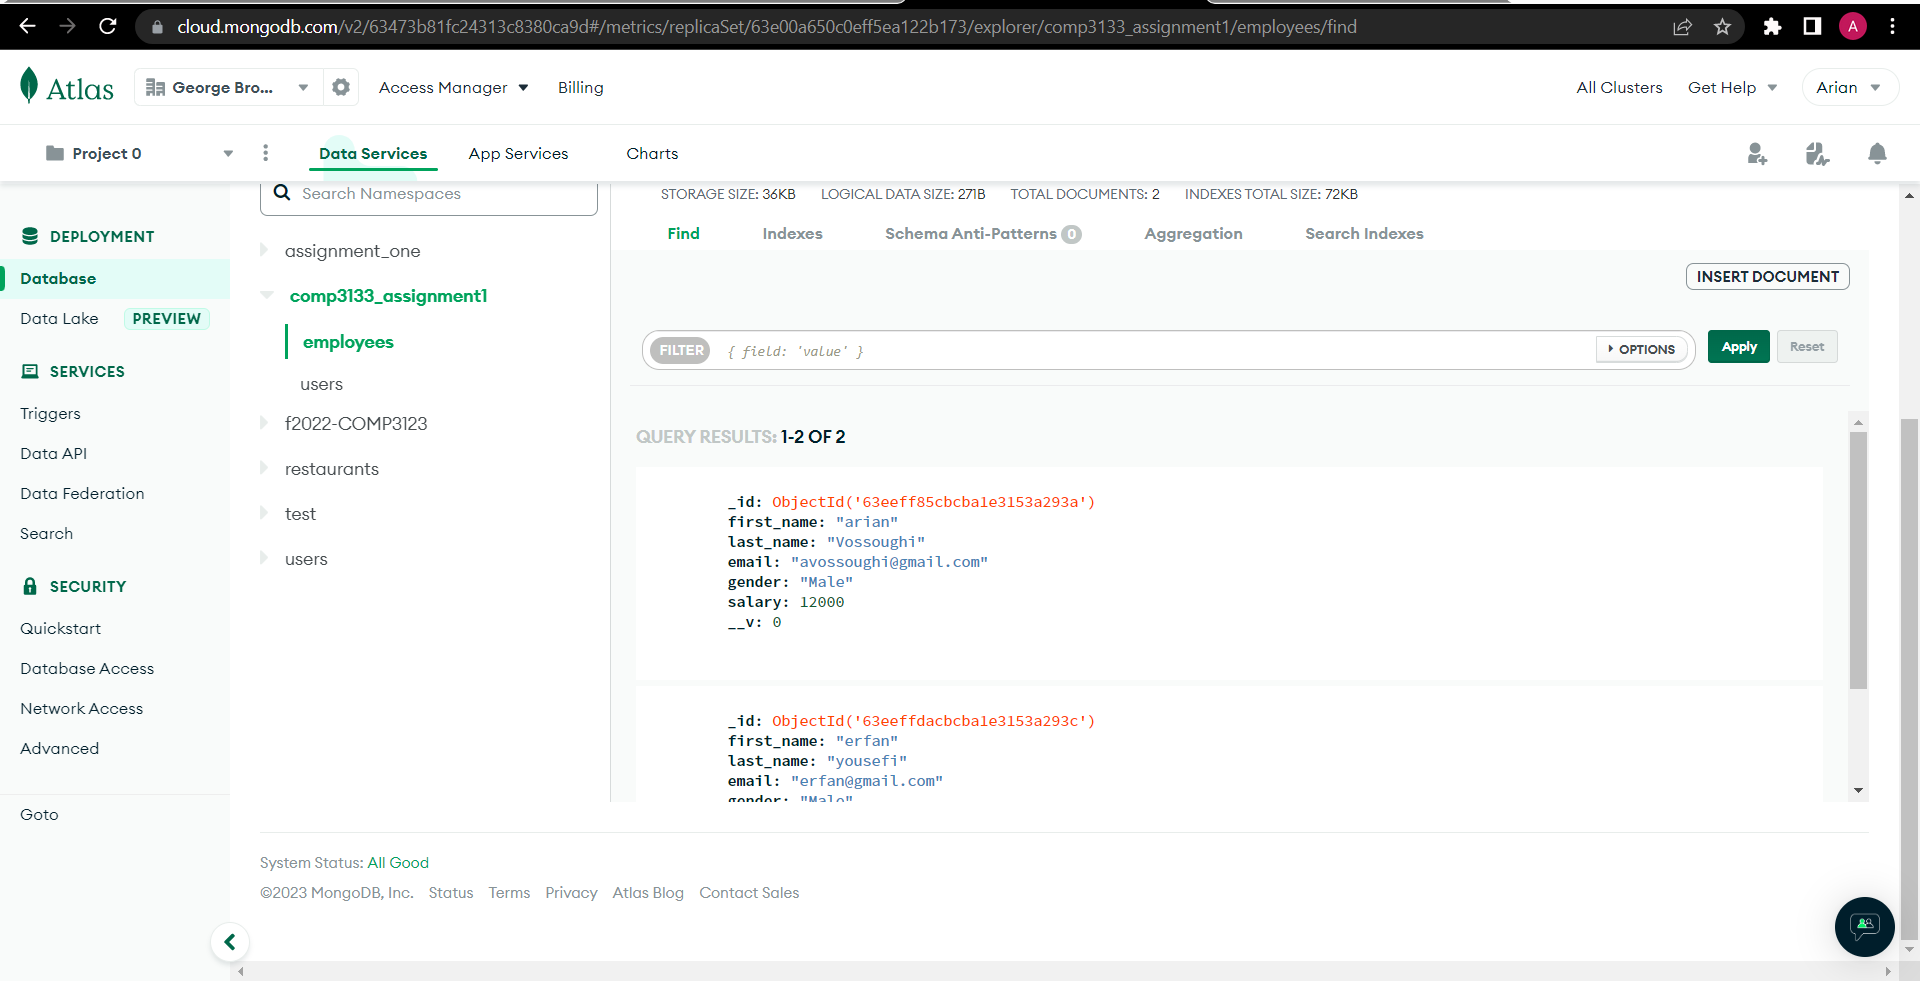 cloud.mongodb.com/v2/63473b81fc24313c8380ca9d#/metrics/replicaSet/63e00a650c0eff5ea122b173/explorer/comp3133_assignment1/employees/find
A
Atlas
George Bro...
Access Manager
Billing
All Clusters
Get Help
Arian
Project 0
Data Services
App Services
Charts
DEPLOYMENT
Database
Data Lake PREVIEW
SERVICES
Triggers
Data API
Data Federation
Search
SECURITY
Quickstart
Database Access
Network Access
Advanced
Goto
Search Namespaces
assignment_one
comp3133_assignment1
employees
users
f2022-COMP3123
restaurants
test
users
STORAGE SIZE: 36KB LOGICAL DATA SIZE: 271B TOTAL DOCUMENTS: 2 INDEXES TOTAL SIZE: 72KB
Find Indexes Schema Anti-Patterns 0 Aggregation Search Indexes
INSERT DOCUMENT
FILTER { field: 'value' } OPTIONS Apply Reset
QUERY RESULTS: 1-2 OF 2
_id: ObjectId('63eeff85cbcba1e3153a293a')
first_name: "arian"
last_name: "Vossoughi"
email: "avossoughi@gmail.com"
gender: "Male"
salary: 12000
__v: 0
_id: ObjectId('63eeffdacbcba1e3153a293c')
first_name: "erfan"
last_name: "yousefi"
email: "erfan@gmail.com"
gender: "Male"
System Status: All Good
©2023 MongoDB, Inc. Status Terms Privacy Atlas Blog Contact Sales